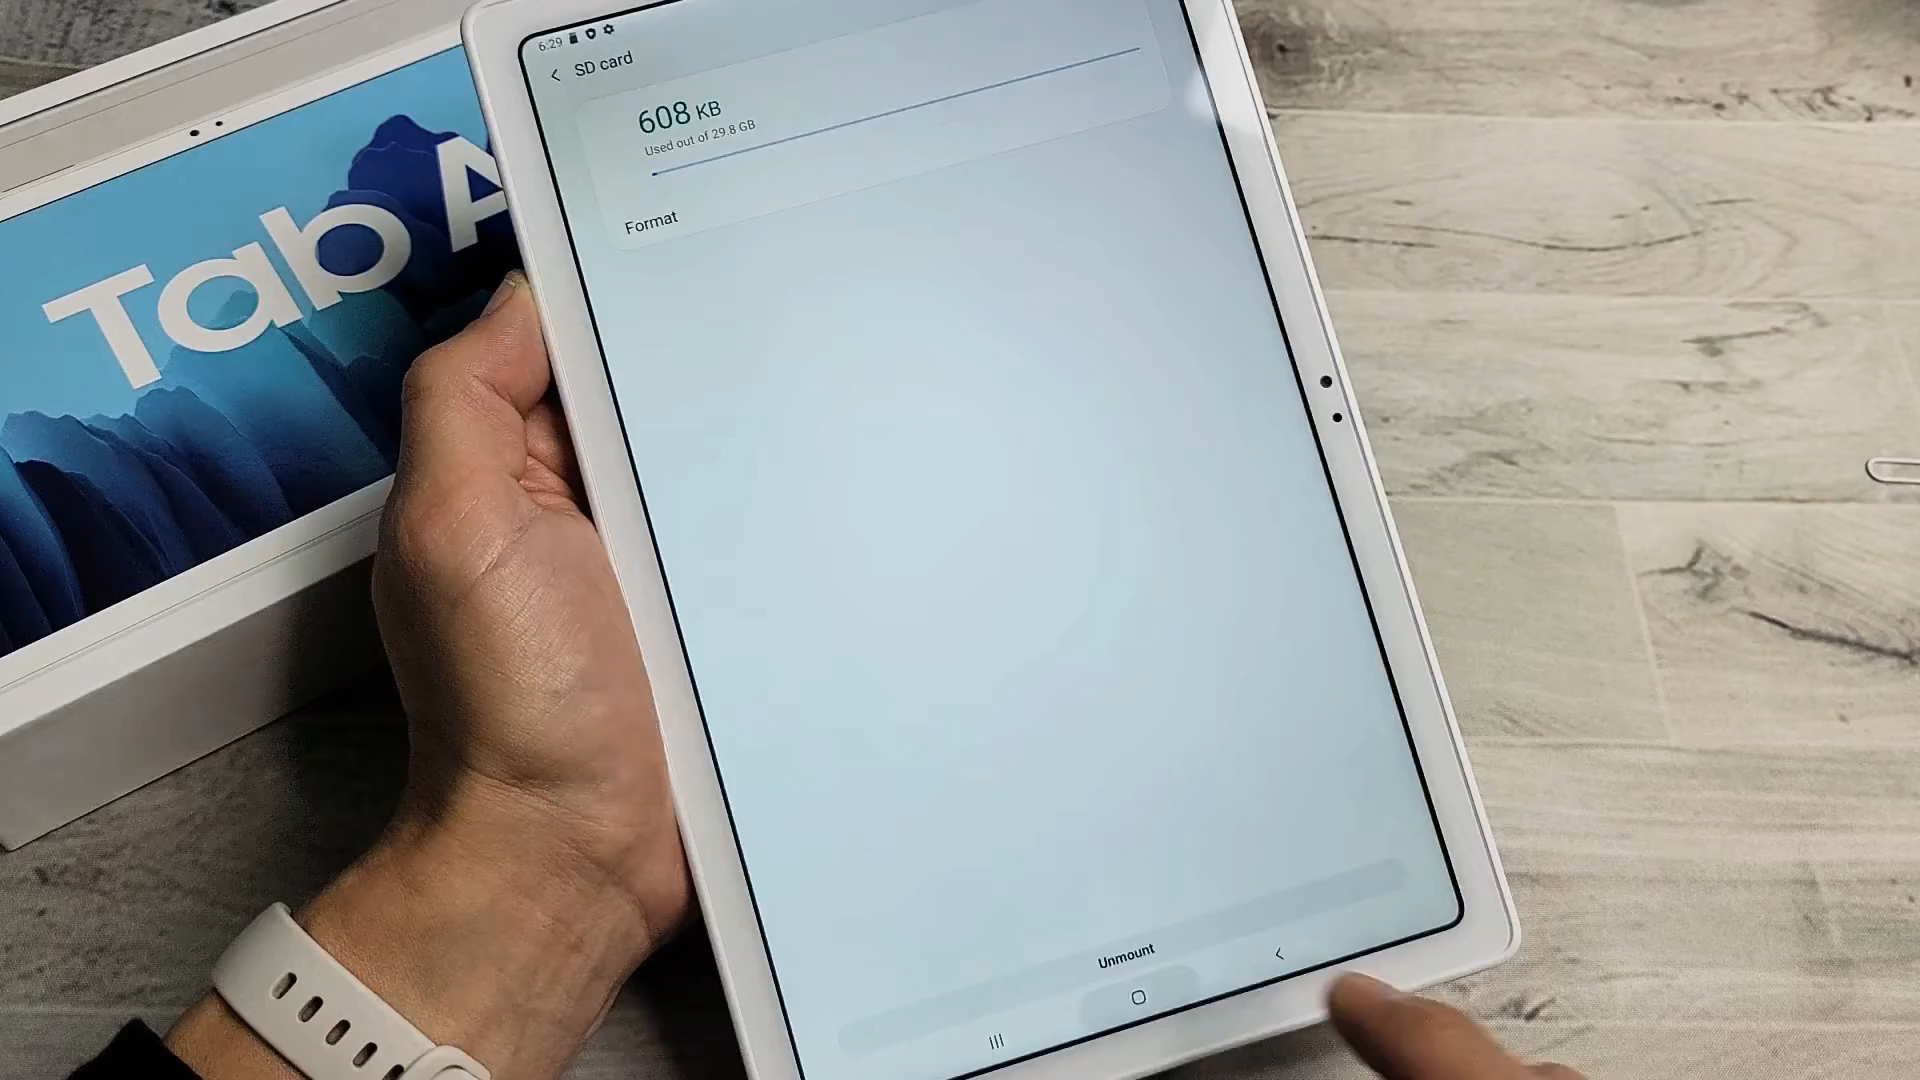 6:29
SD card
608 KB
Used out of 29.8 GB
Format
Tab A
Unmount